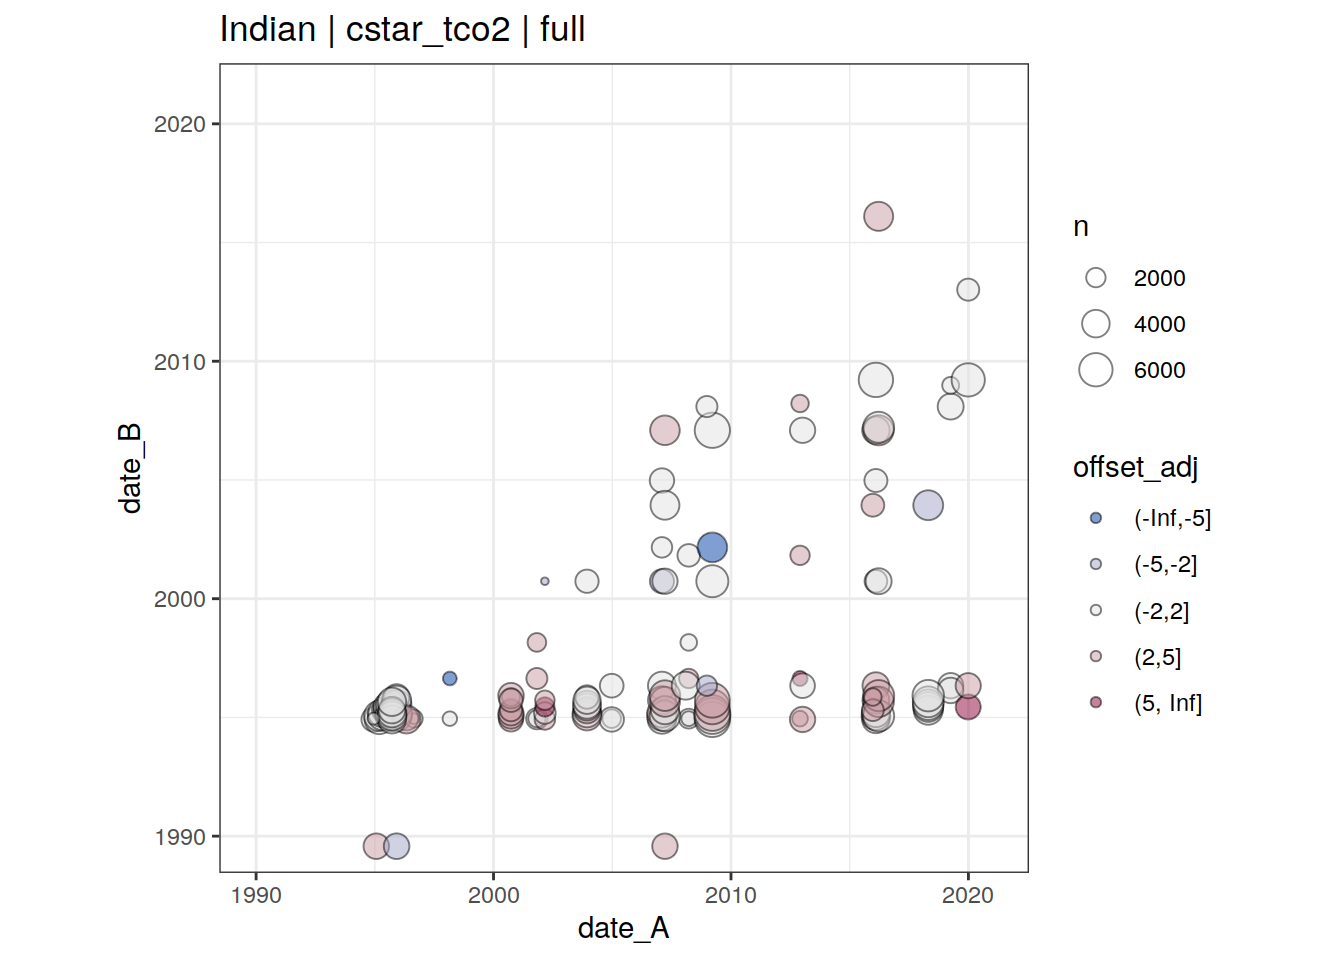 Indian | cstar_tco2 | full
2020
2010
2000
1990
date_B
1990
2000
2010
2020
date_A
n
2000
4000
6000
offset_adj
(-Inf,-5]
(-5,-2]
(-2,2]
(2,5]
(5, Inf]